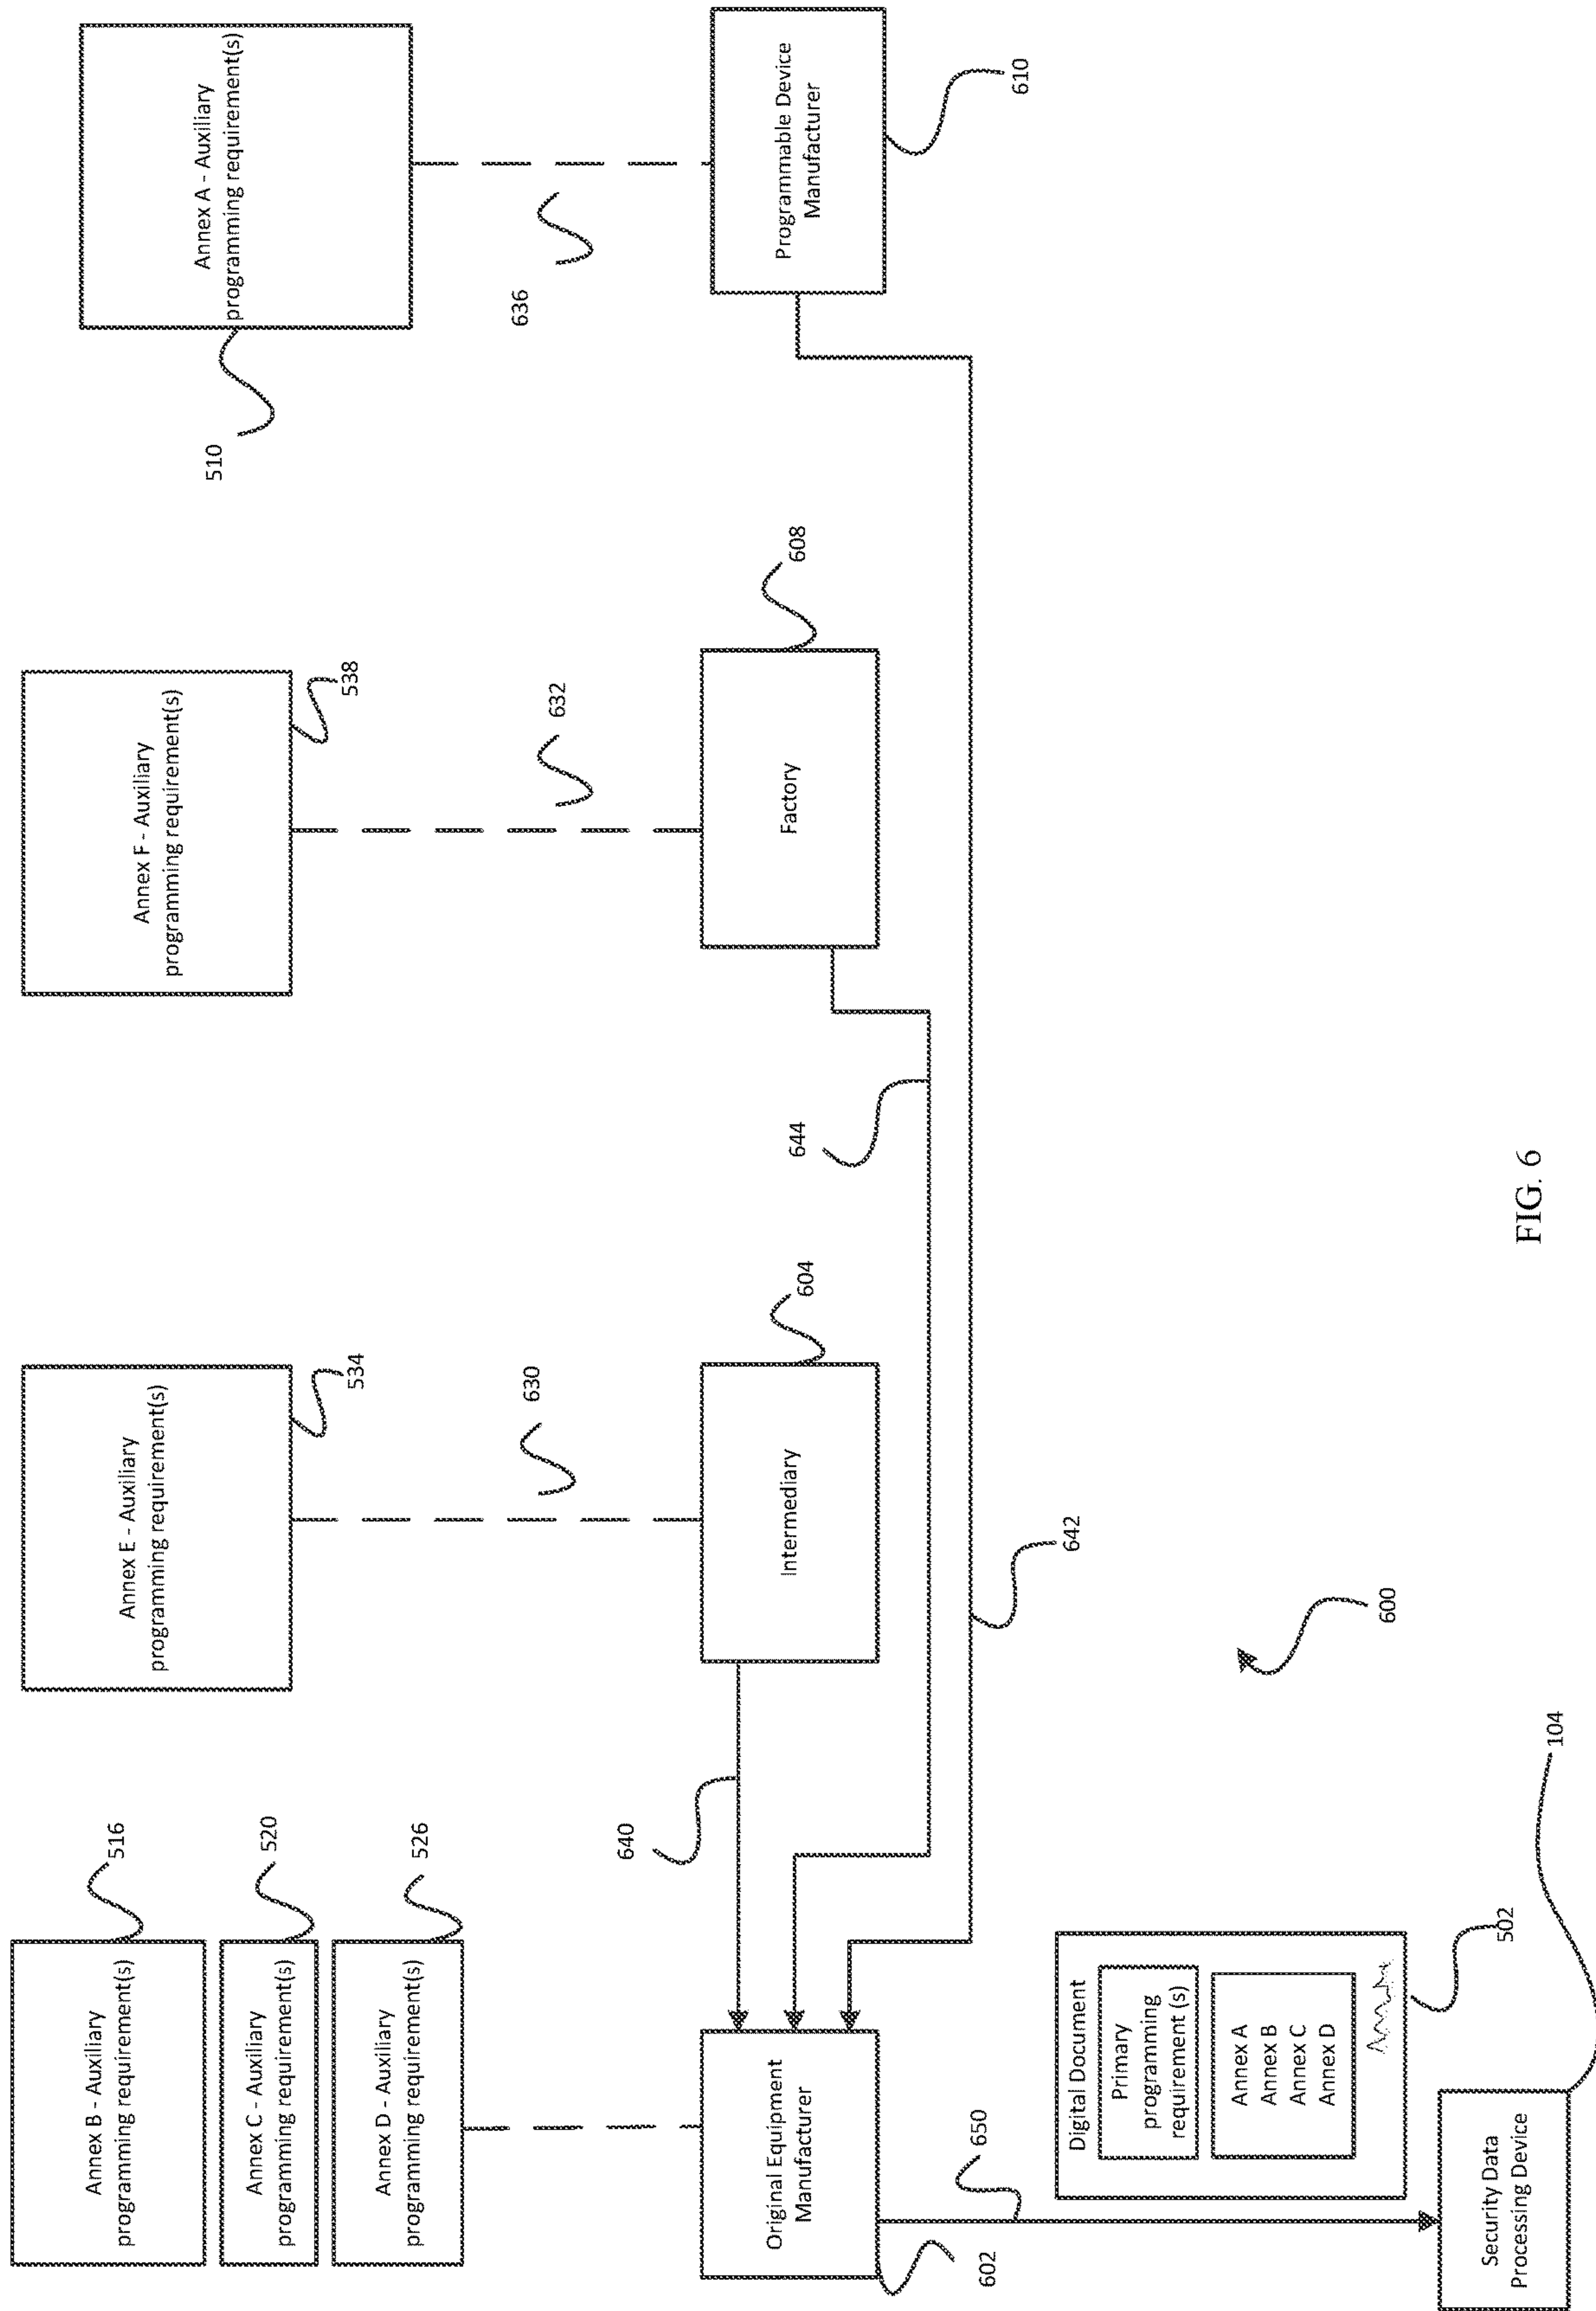 Annex B - Auxiliary
programming requirement(s)
516
Annex C - Auxiliary
programming requirement(s)
520
Annex D - Auxiliary
programming requirement(s)
526
Annex E - Auxiliary
programming requirement(s)
534
Annex F - Auxiliary
programming requirement(s)
538
Annex A - Auxiliary
programming requirement(s)
510
630
632
636
Original Equipment
Manufacturer
602
640
Intermediary
604
Factory
608
Programmable Device
Manufacturer
610
644
642
650
Digital Document
Primary
programming
requirement (s)
Annex A
Annex B
Annex C
Annex D
502
Security Data
Processing Device
104
600
FIG. 6